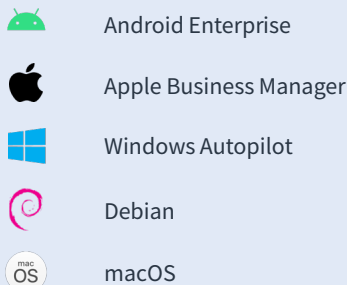 Android Enterprise
Apple Business Manager
Windows Autopilot
Debian
mac
OS
macOS